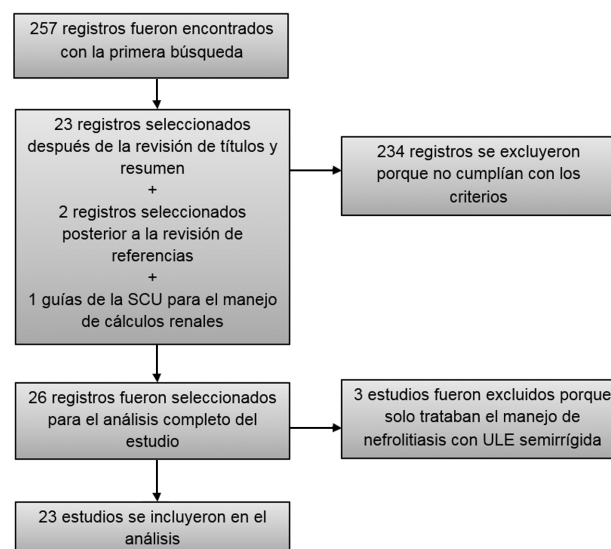 257 registros fueron encontrados
con la primera búsqueda
23 registros seleccionados
después de la revisión de títulos y
resumen
+
2 registros seleccionados
posterior a la revisión de
referencias
+
1 guías de la SCU para el manejo
de cálculos renales
234 registros se excluyeron
porque no cumplían con los
criterios
26 registros fueron seleccionados
para el análisis completo del
estudio
3 estudios fueron excluidos porque
solo trataban el manejo de
nefrolitiasis con ULE semirrígida
23 estudios se incluyeron en el
análisis